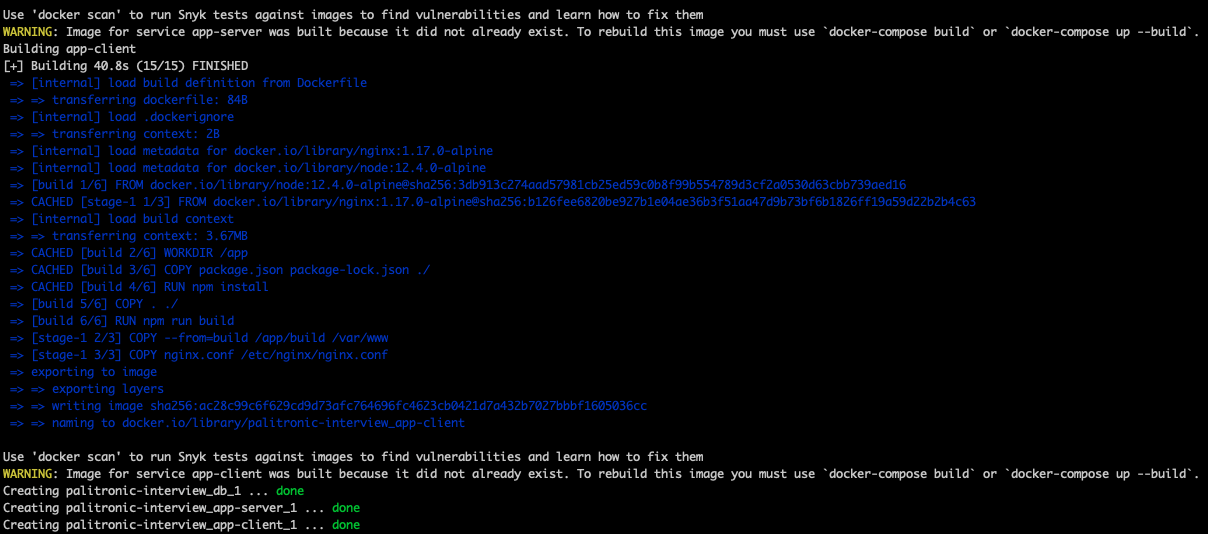 Use 'docker scan' to run Snyk tests against images to find vulnerabilities and learn how to fix them
WARNING: Image for service app-server was built because it did not already exist. To rebuild this image you must use `docker-compose build` or `docker-compose up --build`.
Building app-client
[+] Building 40.8s (15/15) FINISHED
=> [internal] load build definition from Dockerfile
=> => transferring dockerfile: 84B
=> [internal] load .dockerignore
=> => transferring context: 2B
=> [internal] load metadata for docker.io/library/nginx:1.17.0-alpine
=> [internal] load metadata for docker.io/library/node:12.4.0-alpine
=> [build 1/6] FROM docker.io/library/node:12.4.0-alpine@sha256:3db913c274aad57981cb25ed59c0b8f99b554789d3cf2a0530d63cbb739aed16
=> CACHED [stage-1 1/3] FROM docker.io/library/nginx:1.17.0-alpine@sha256:b126fee6820be927b1e04ae36b3f51aa47d9b73bf6b1826ff19a59d22b2b4c63
=> [internal] load build context
=> => transferring context: 3.67MB
=> CACHED [build 2/6] WORKDIR /app
=> CACHED [build 3/6] COPY package.json package-lock.json ./
=> CACHED [build 4/6] RUN npm install
=> [build 5/6] COPY . ./
=> [build 6/6] RUN npm run build
=> [stage-1 2/3] COPY --from=build /app/build /var/www
=> [stage-1 3/3] COPY nginx.conf /etc/nginx/nginx.conf
=> exporting to image
=> => exporting layers
=> => writing image sha256:ac28c99c6f629cd9d73afc764696fc4623cb0421d7a432b7027bbbf1605036cc
=> => naming to docker.io/library/palitronic-interview_app-client
Use 'docker scan' to run Snyk tests against images to find vulnerabilities and learn how to fix them
WARNING: Image for service app-client was built because it did not already exist. To rebuild this image you must use `docker-compose build` or `docker-compose up --build`.
Creating palitronic-interview_db_1 ... done
Creating palitronic-interview_app-server_1 ... done
Creating palitronic-interview_app-client_1 ... done